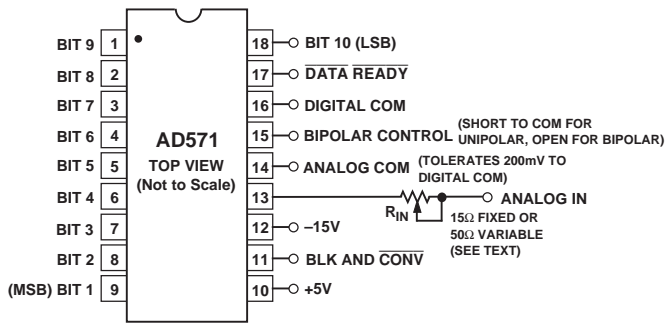 BIT 9 1
BIT 8 2
BIT 7 3
BIT 6 4
BIT 5 5
BIT 4 6
BIT 3 7
BIT 2 8
(MSB) BIT 1 9
AD571
TOP VIEW
(Not to Scale)
18 BIT 10 (LSB)
17 DATA READY
16 DIGITAL COM
15 BIPOLAR CONTROL (SHORT TO COM FOR
UNIPOLAR, OPEN FOR BIPOLAR)
14 ANALOG COM (TOLERATES 200mV TO
DIGITAL COM)
13 ANALOG IN
RIN
15Ω FIXED OR
50Ω VARIABLE
(SEE TEXT)
12 –15V
11 BLK AND CONV
10 +5V